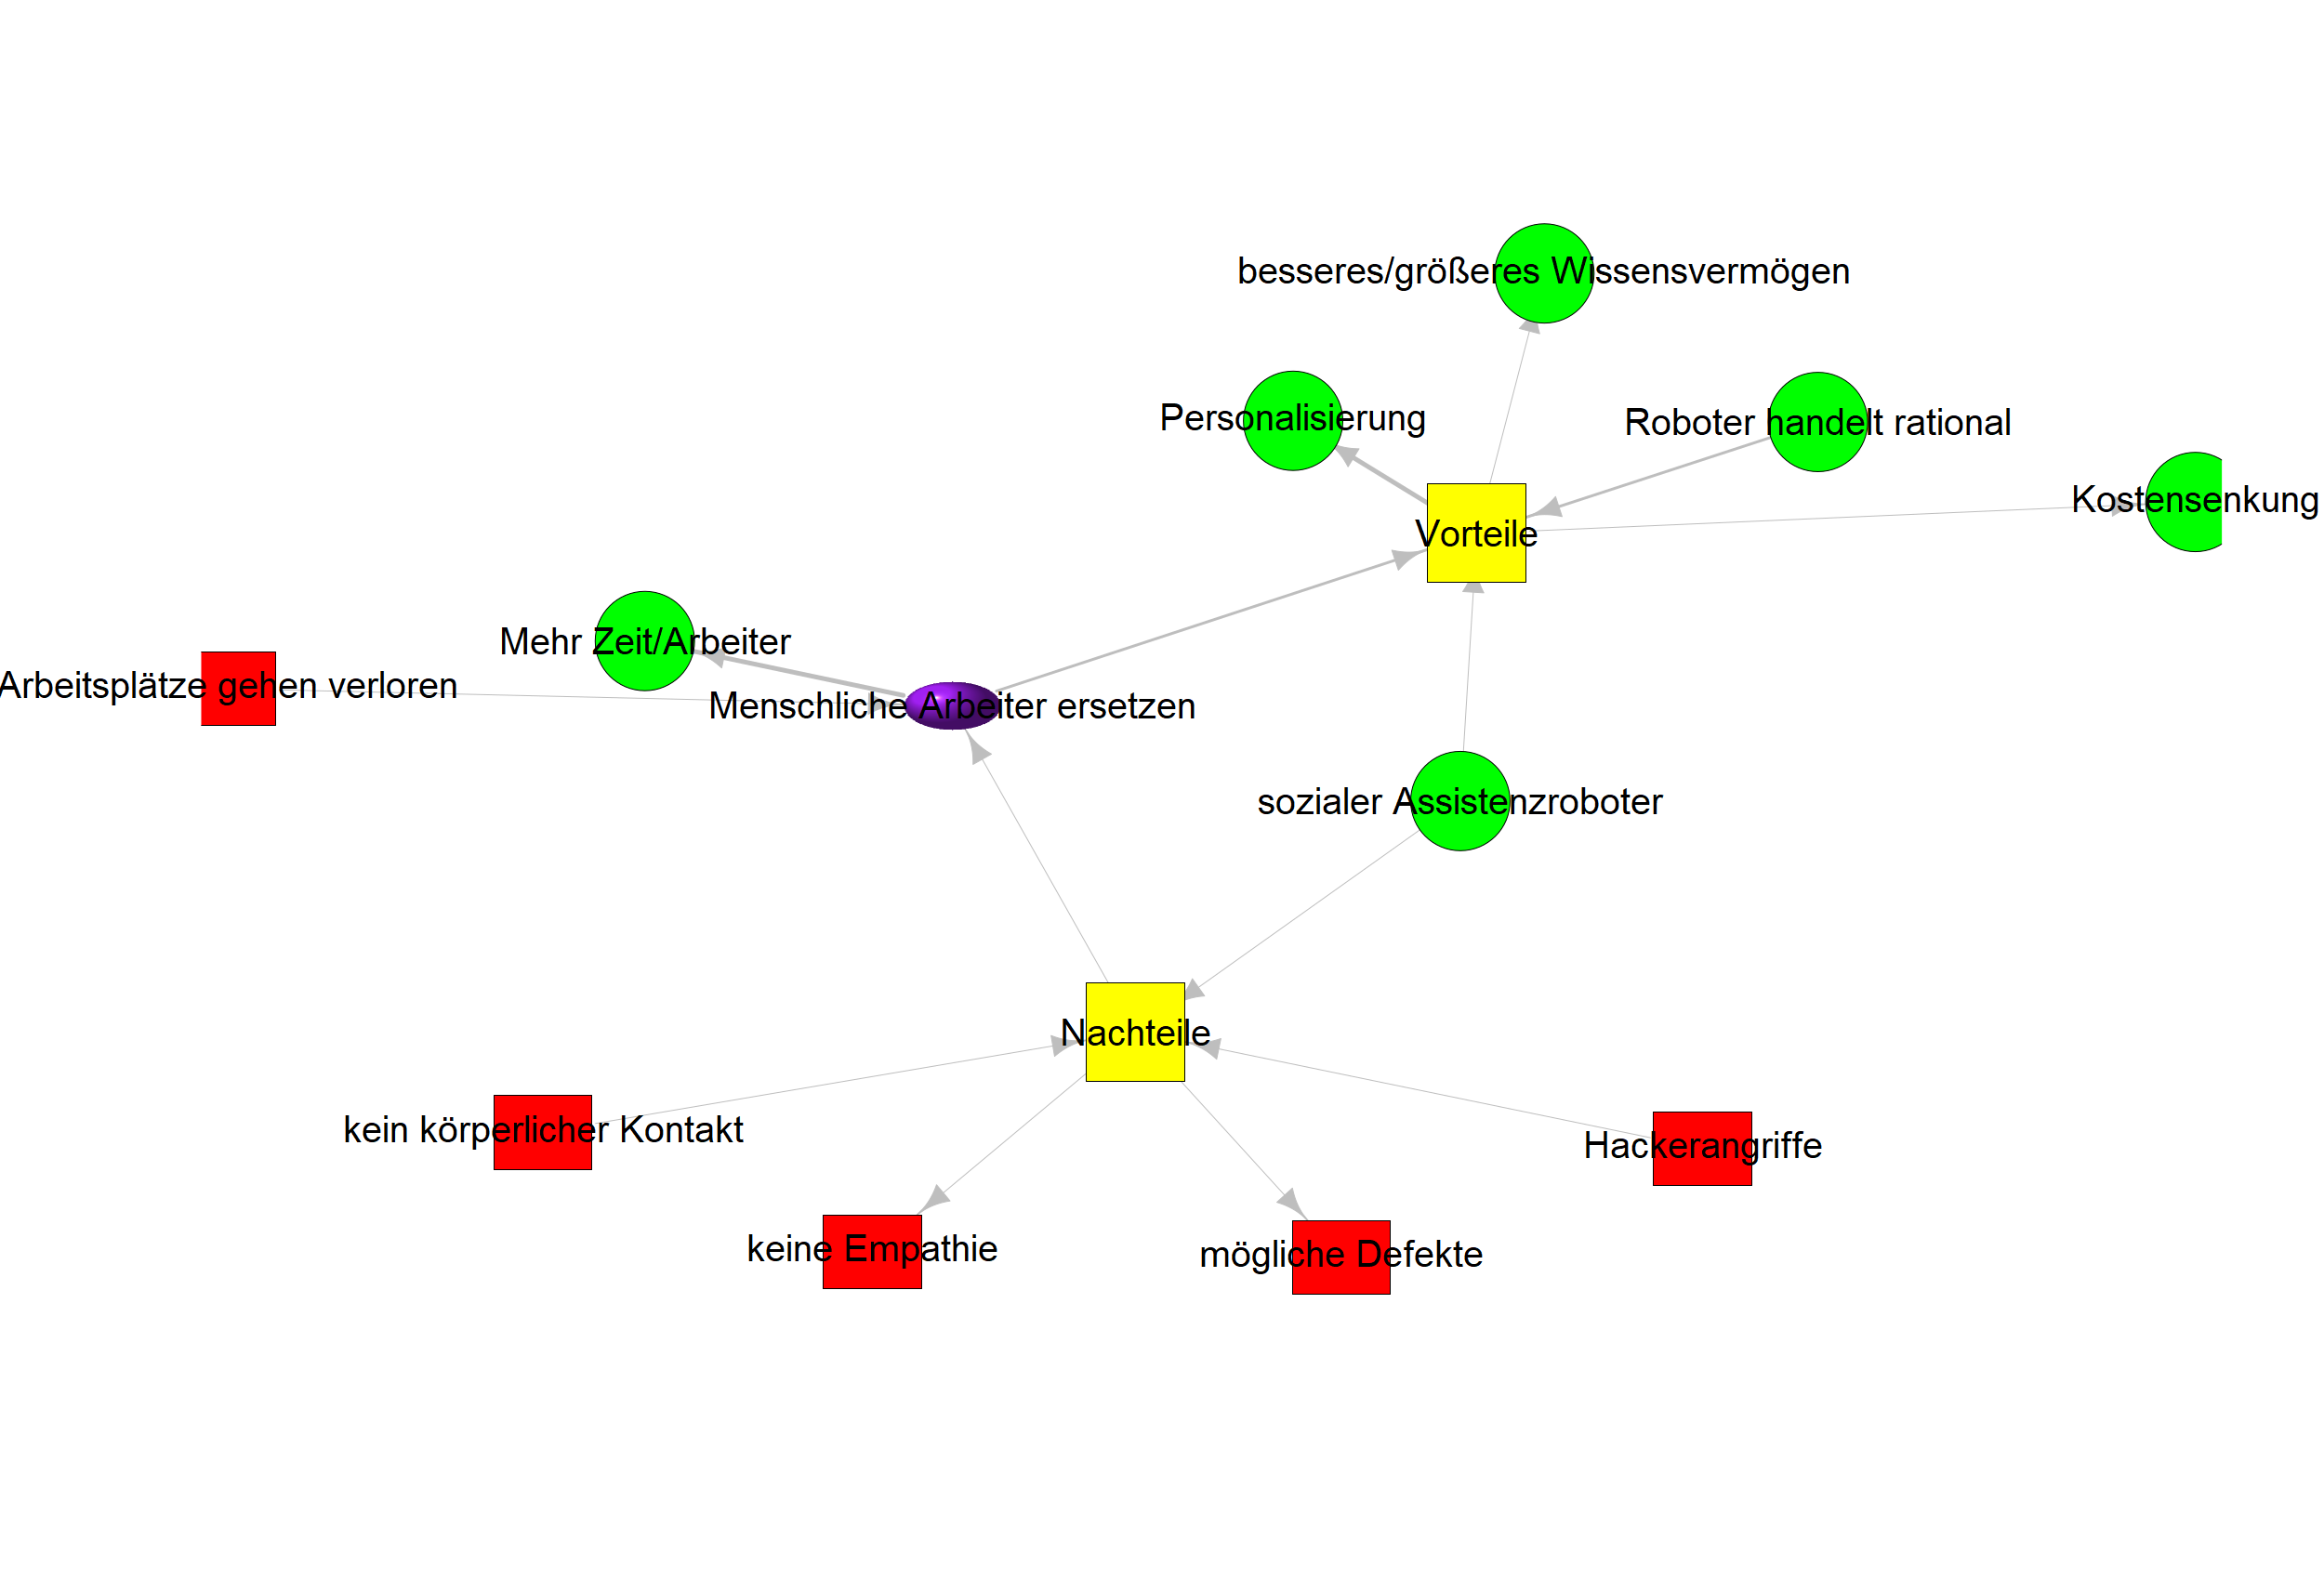 besseres/größeres Wissensvermögen
Personalisierung
Roboter handelt rational
Kostensenkung
Vorteile
Mehr Zeit/Arbeiter
Arbeitsplätze gehen verloren
Menschliche Arbeiter ersetzen
sozialer Assistenzroboter
Nachteile
kein körperlicher Kontakt
Hackerangriffe
keine Empathie
mögliche Defekte